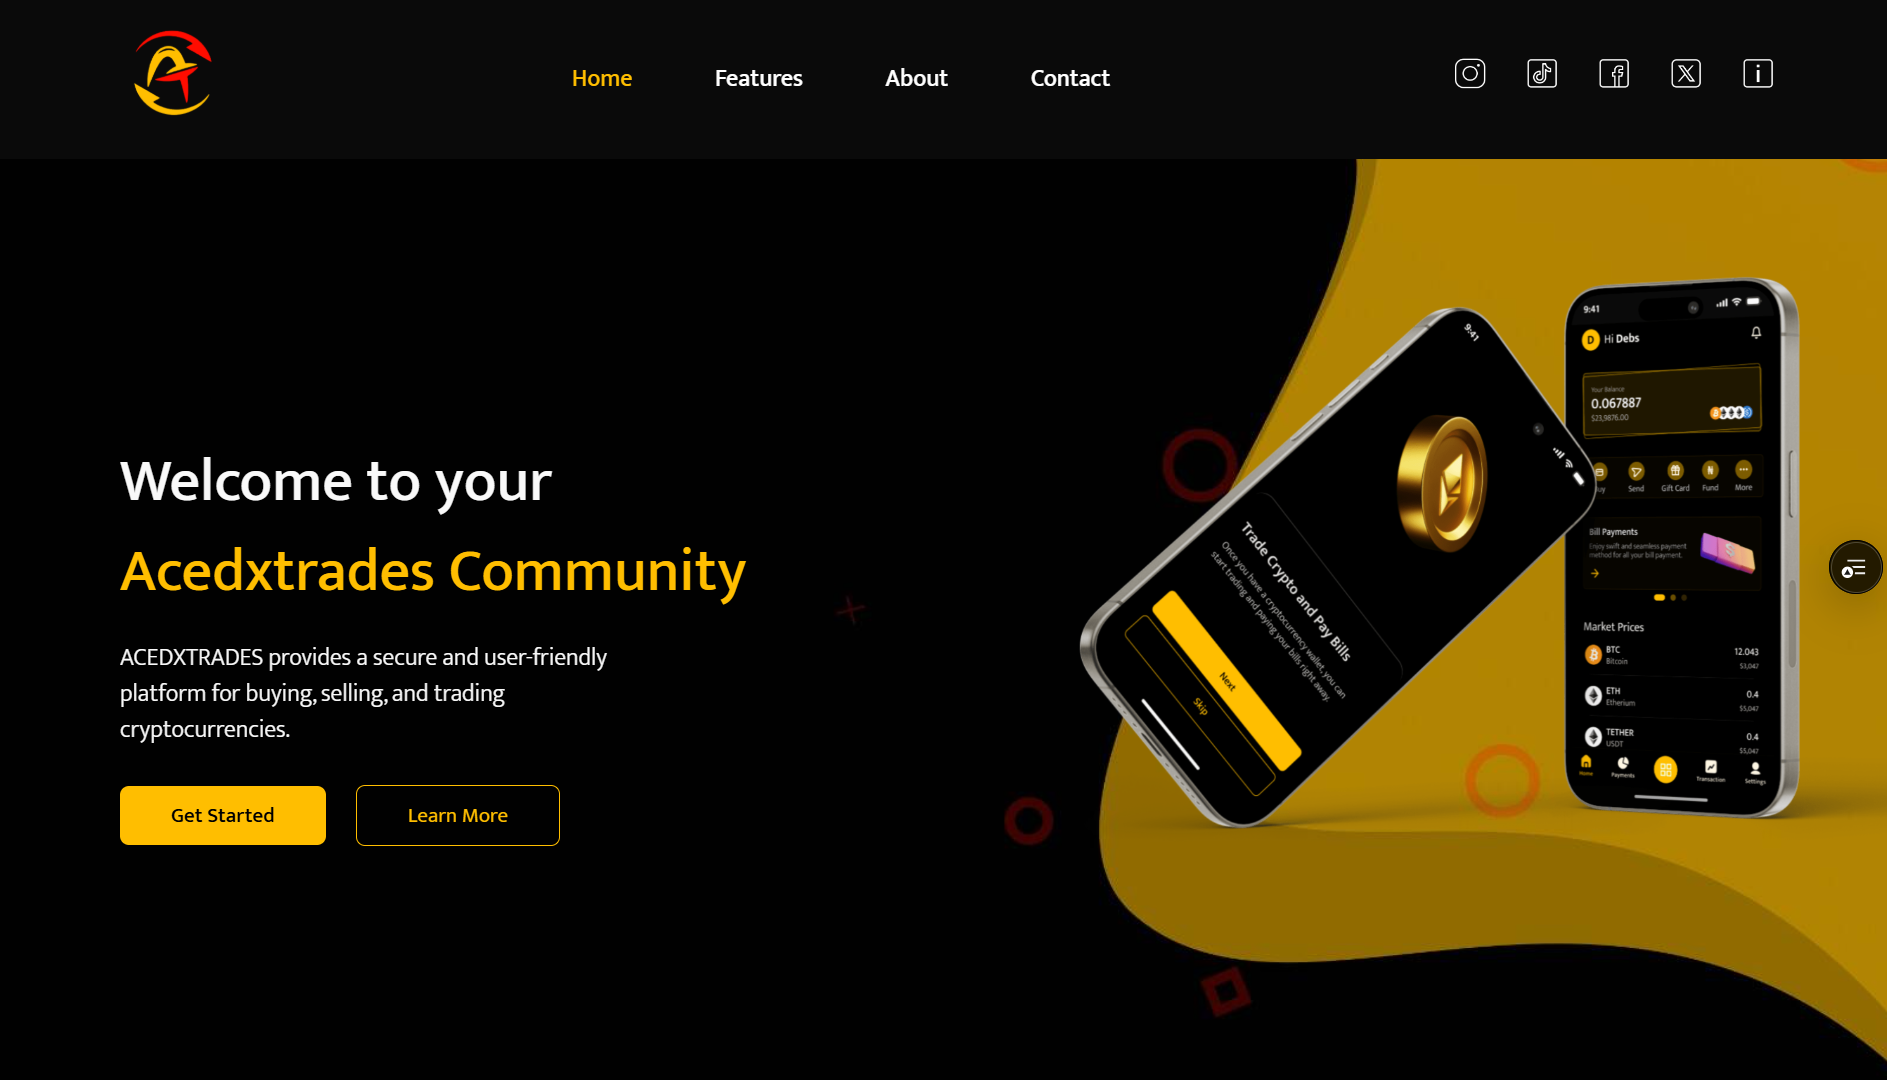 Home
Features
About
Contact
Welcome to your
Acedxtrades Community
ACEDXTRADES provides a secure and user-friendly
platform for buying, selling, and trading
cryptocurrencies.
Get Started
Learn More
9:41
Trade Crypto and Pay Bills
Once you have a cryptocurrency wallet, you can
start trading and paying your bills right away.
Next
Skip
9:41
D
Hi Debs
Your Balance
0.067887
$23,9876.00
Send
Gift Card
Fund
More
Bill Payments
Enjoy swift and seamless payment
method for all your bill payment.
Market Prices
BTC
12.043
Bitcoin
$3,047
ETH
0.4
Etherium
$5,047
TETHER
0.4
USDT
$5,047
Home
Payments
Transaction
Settings